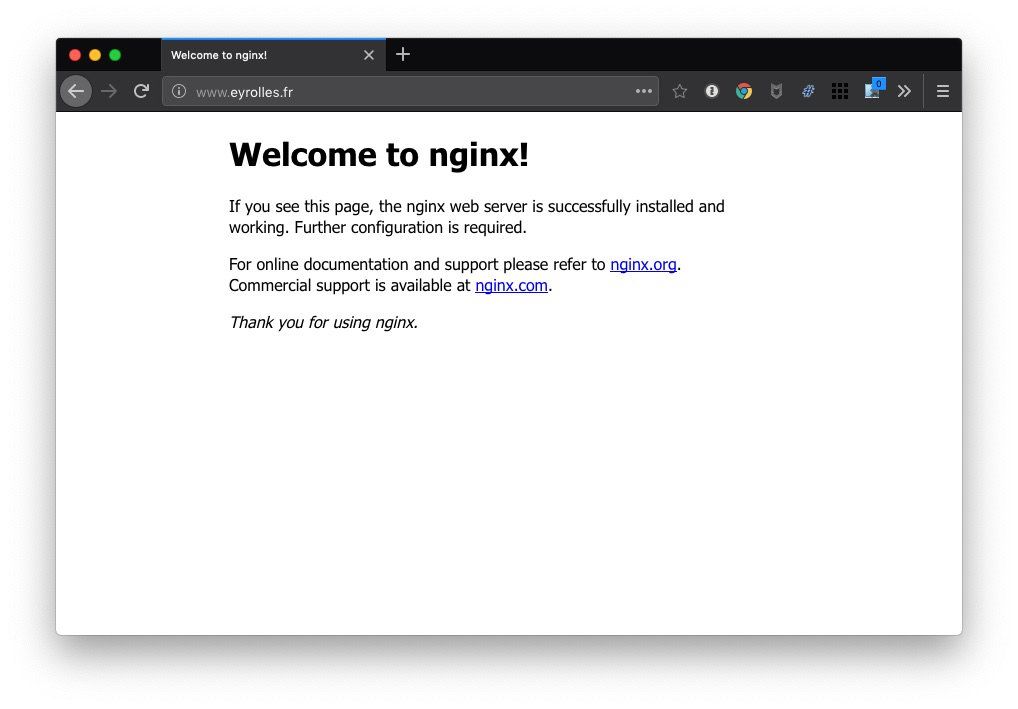 Welcome to nginx!
www.eyrolles.fr
0
Welcome to nginx!
If you see this page, the nginx web server is successfully installed and
working. Further configuration is required.
For online documentation and support please refer to nginx.org.
Commercial support is available at nginx.com.
Thank you for using nginx.